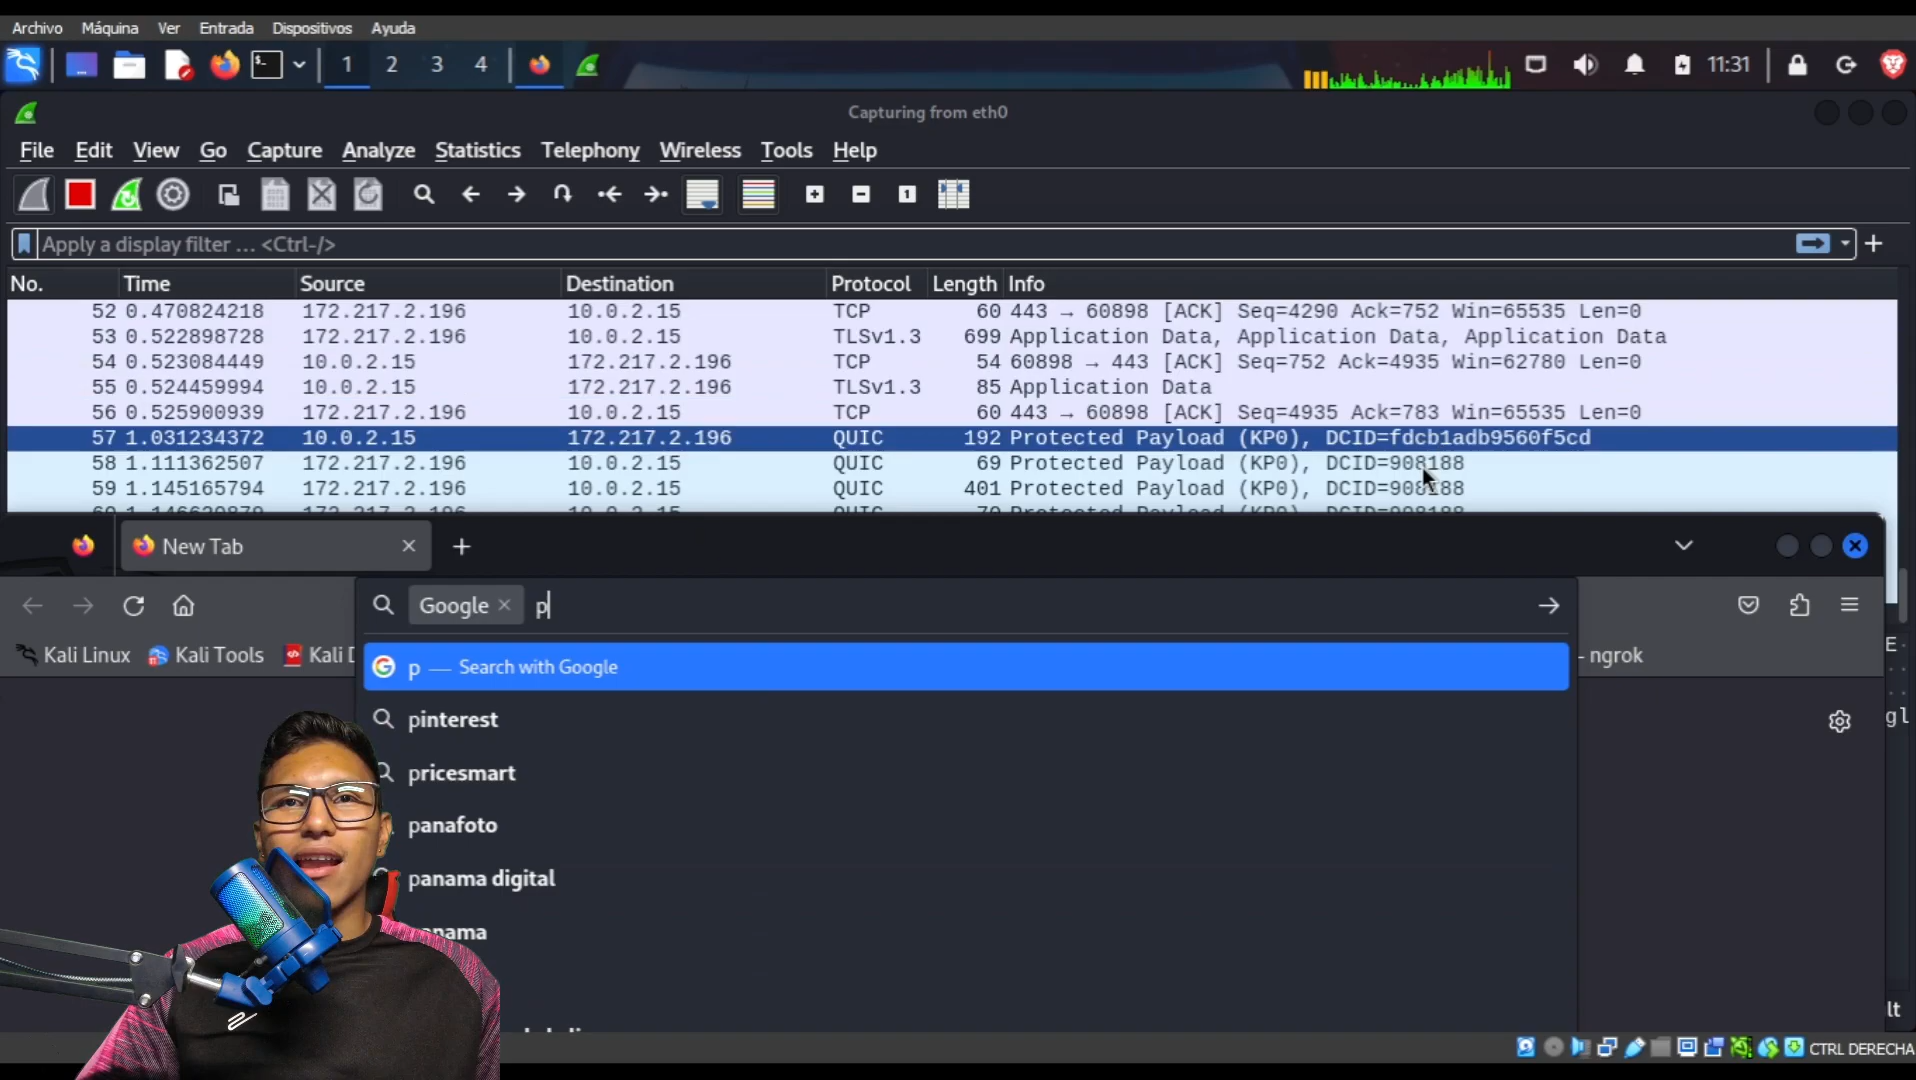 Archivo Máquina Ver Entrada Dispositivos Ayuda
1 2 3 4 11:31
Capturing from eth0
File Edit View Go Capture Analyze Statistics Telephony Wireless Tools Help
Apply a display filter … <Ctrl-/>
No. Time Source Destination Protocol Length Info
52 0.470824218 172.217.2.196 10.0.2.15 TCP 60 443 → 60898 [ACK] Seq=4290 Ack=752 Win=65535 Len=0
53 0.522898728 172.217.2.196 10.0.2.15 TLSv1.3 699 Application Data, Application Data, Application Data
54 0.523084449 10.0.2.15 172.217.2.196 TCP 54 60898 → 443 [ACK] Seq=752 Ack=4935 Win=62780 Len=0
55 0.524459994 10.0.2.15 172.217.2.196 TLSv1.3 85 Application Data
56 0.525900939 172.217.2.196 10.0.2.15 TCP 60 443 → 60898 [ACK] Seq=4935 Ack=783 Win=65535 Len=0
57 1.031234372 10.0.2.15 172.217.2.196 QUIC 192 Protected Payload (KP0), DCID=fdcb1adb9560f5cd
58 1.111362507 172.217.2.196 10.0.2.15 QUIC 69 Protected Payload (KP0), DCID=908188
59 1.145165794 172.217.2.196 10.0.2.15 QUIC 401 Protected Payload (KP0), DCID=908188
New Tab
Google p
Kali Linux Kali Tools Kali D - ngrok
p — Search with Google
pinterest
pricesmart
panafoto
panama digital
CTRL DERECHA